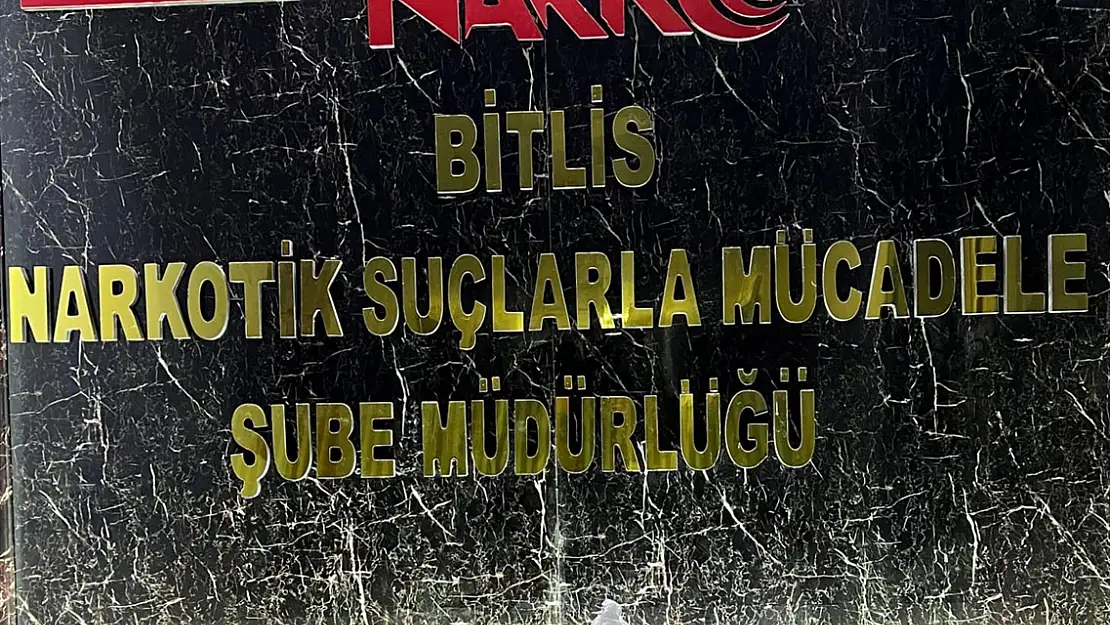 BİTLİS
NARKOTİK SUÇLARLA MÜCADELE
ŞUBE MÜDÜRLÜĞÜ